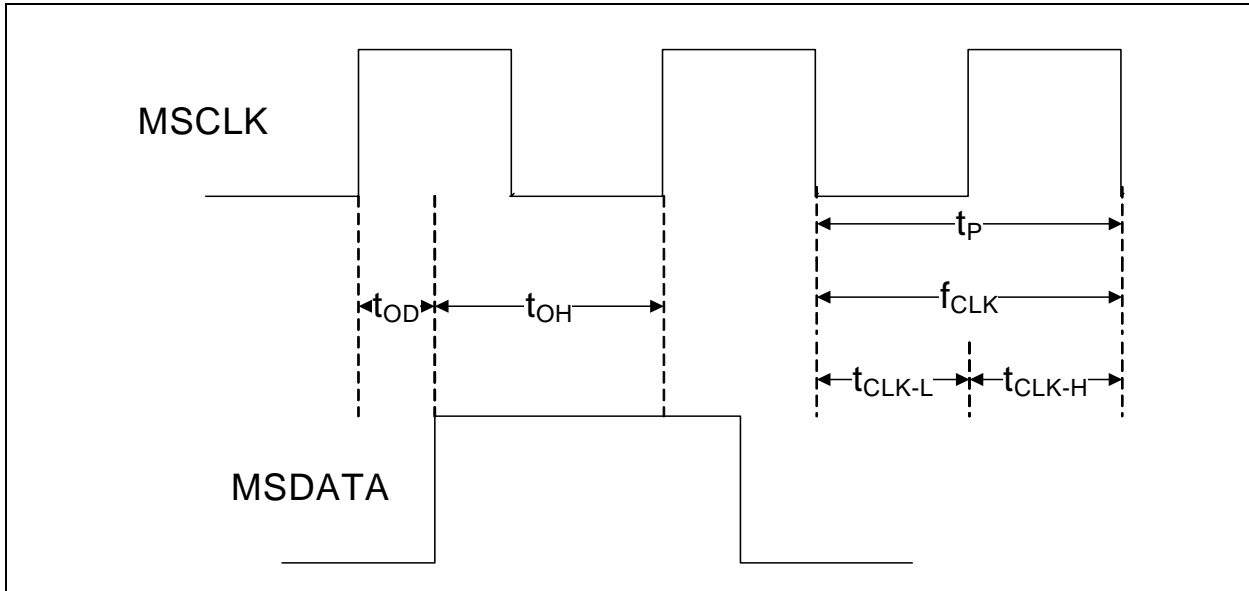 MSCLK
tP
tOD
tOH
fCLK
tCLK-L
tCLK-H
MSDATA